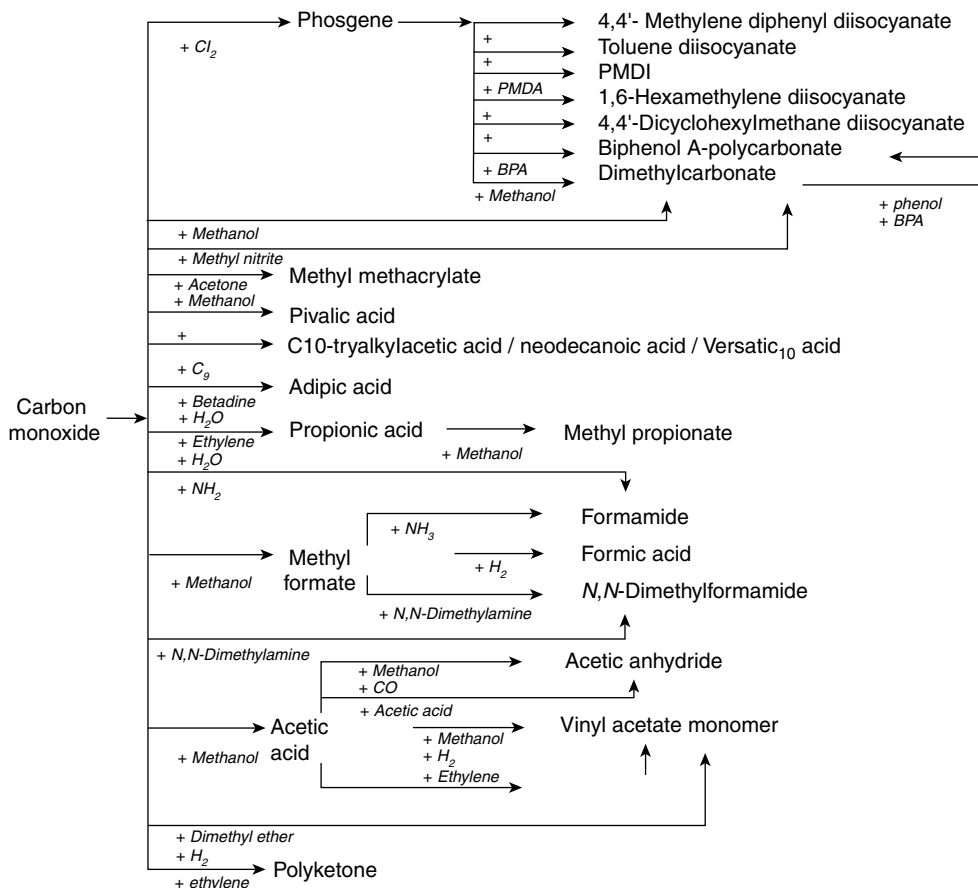 Phosgene
+ Cl2
4,4'- Methylene diphenyl diisocyanate
+
Toluene diisocyanate
+
PMDI
+ PMDA
1,6-Hexamethylene diisocyanate
+
4,4'-Dicyclohexylmethane diisocyanate
+
Biphenol A-polycarbonate
+ BPA
Dimethylcarbonate
+ Methanol
+ phenol
+ BPA
+ Methanol
+ Methyl nitrite
Methyl methacrylate
+ Acetone
+ Methanol
Pivalic acid
+
C10-tryalkylacetic acid / neodecanoic acid / Versatic10 acid
+ C9
Adipic acid
+ Betadine
+ H2O
Carbon
monoxide
Propionic acid
+ Methanol
Methyl propionate
+ Ethylene
+ H2O
+ NH2
Formamide
+ NH3
Methyl
formate
+ Methanol
Formic acid
+ H2
N,N-Dimethylformamide
+ N,N-Dimethylamine
+ N,N-Dimethylamine
Acetic anhydride
+ Methanol
+ CO
+ Acetic acid
Acetic
acid
+ Methanol
Vinyl acetate monomer
+ Methanol
+ H2
+ Ethylene
+ Dimethyl ether
+ H2
Polyketone
+ ethylene